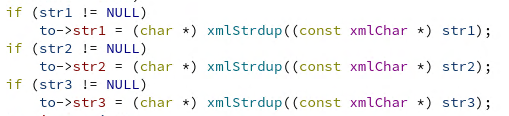 if (str1 != NULL)
to->str1 = (char *) xmlStrdup((const xmlChar *) str1);
if (str2 != NULL)
to->str2 = (char *) xmlStrdup((const xmlChar *) str2);
if (str3 != NULL)
to->str3 = (char *) xmlStrdup((const xmlChar *) str3);